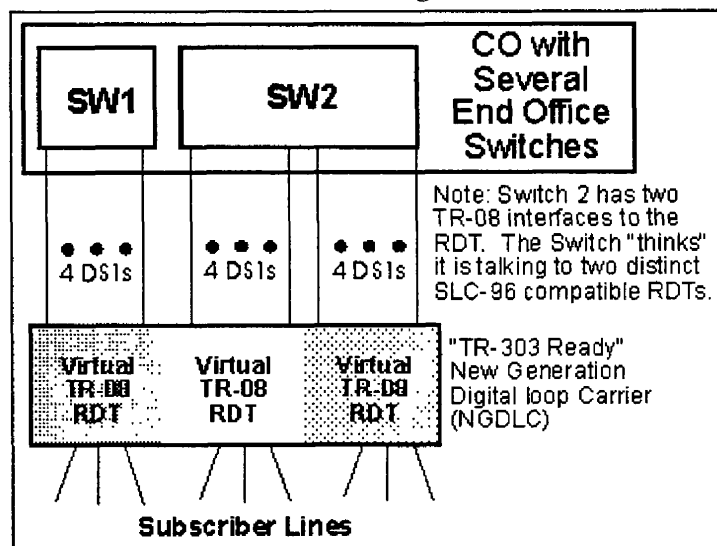 SW1
SW2
CO with
Several
End Office
Switches
Note: Switch 2 has two
TR-08 interfaces to the
RDT. The Switch "thinks"
it is talking to two distinct
SLC-96 compatible RDTs.
4 DS1s
4 DS1s
4 DS1s
Virtual
TR-08
RDT
Virtual
TR-08
RDT
Virtual
TR-08
RDT
"TR-303 Ready"
New Generation
Digital loop Carrier
(NGDLC)
Subscriber Lines